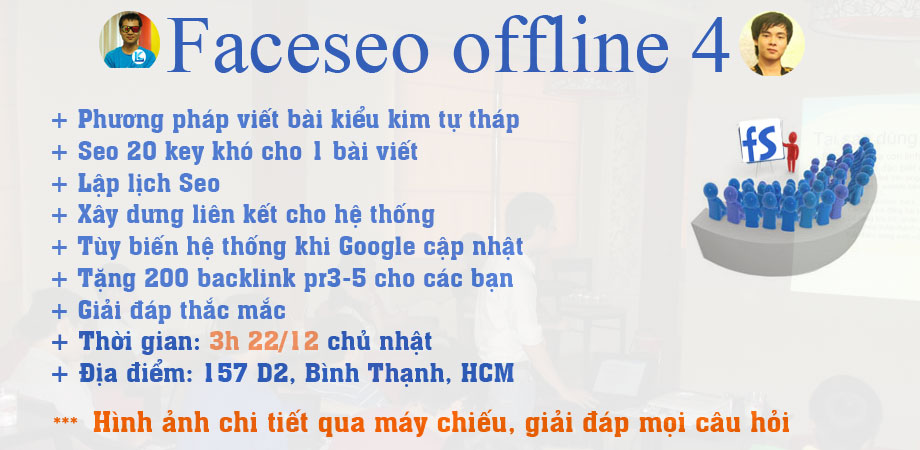 Faceseo offline 4
+ Phương pháp viết bài kiểu kim tự tháp
+ Seo 20 key khó cho 1 bài viết
+ Lập lịch Seo
+ Xây dưng liên kết cho hệ thống
+ Tùy biến hệ thống khi Google cập nhật
+ Tặng 200 backlink pr3-5 cho các bạn
+ Giải đáp thắc mắc
+ Thời gian: 3h 22/12 chủ nhật
+ Địa điểm: 157 D2, Bình Thạnh, HCM
*** Hình ảnh chi tiết qua máy chiếu, giải đáp mọi câu hỏi
fS